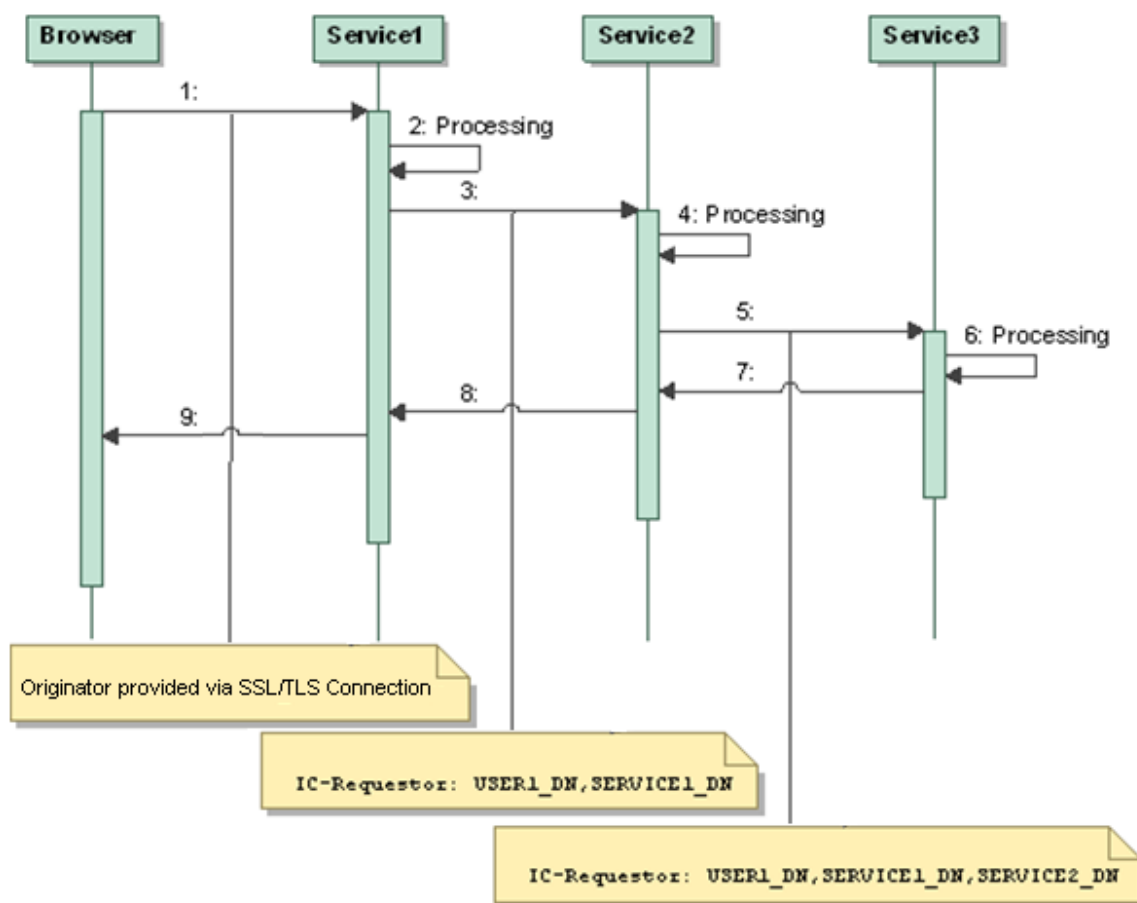 Browser
Service1
Service2
Service3
1:
2: Processing
3:
4: Processing
5:
6: Processing
7:
8:
9:
Originator provided via SSL/TLS Connection
IC-Requestor: USER1_DN,SERVICE1_DN
IC-Requestor: USER1_DN,SERVICE1_DN,SERVICE2_DN